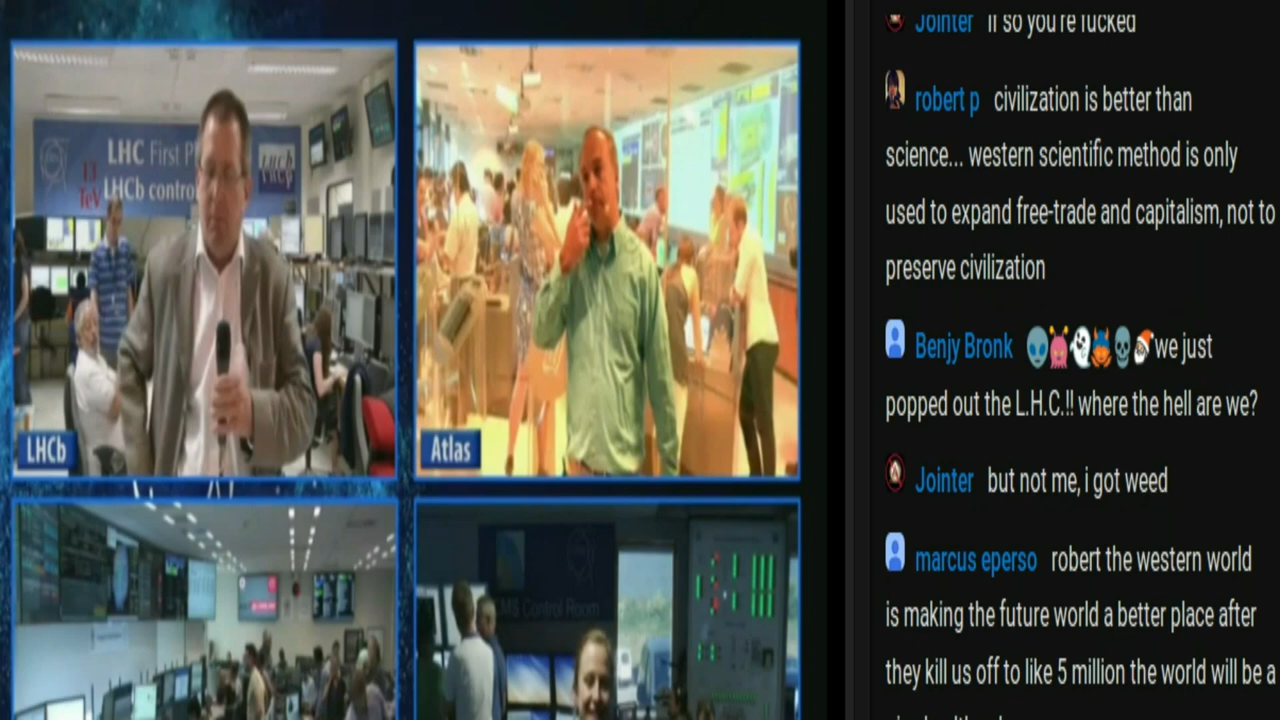 LHC First P
13
fev
LHCb contro
LHCb
LHCb
Atlas
MS Control Room
Jointer if so you're fucked
robert p civilization is better than
science... western scientific method is only
used to expand free-trade and capitalism, not to
preserve civilization
Benjy Bronk 👽👾👻👹💀🎅we just
popped out the L.H.C.!! where the hell are we?
Jointer but not me, i got weed
marcus eperso robert the western world
is making the future world a better place after
they kill us off to like 5 million the world will be a